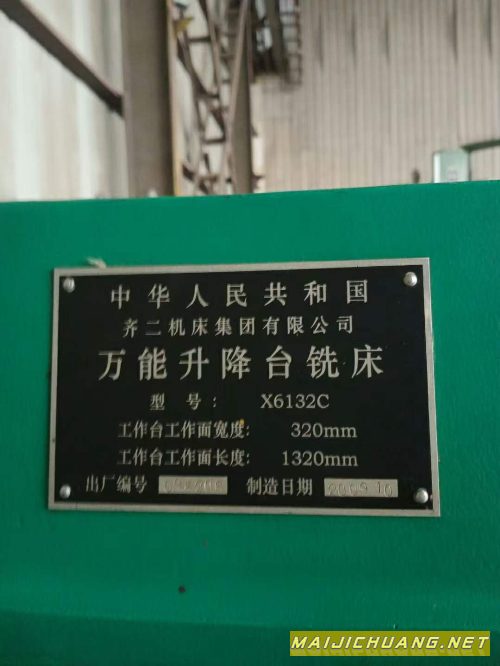 中华人民共和国
齐二机床集团有限公司
万能升降台铣床
型号： X6132C
工作台工作面宽度： 320mm
工作台工作面长度： 1320mm
出厂编号 制造日期 2009 10
MAIJICHUANG.NET